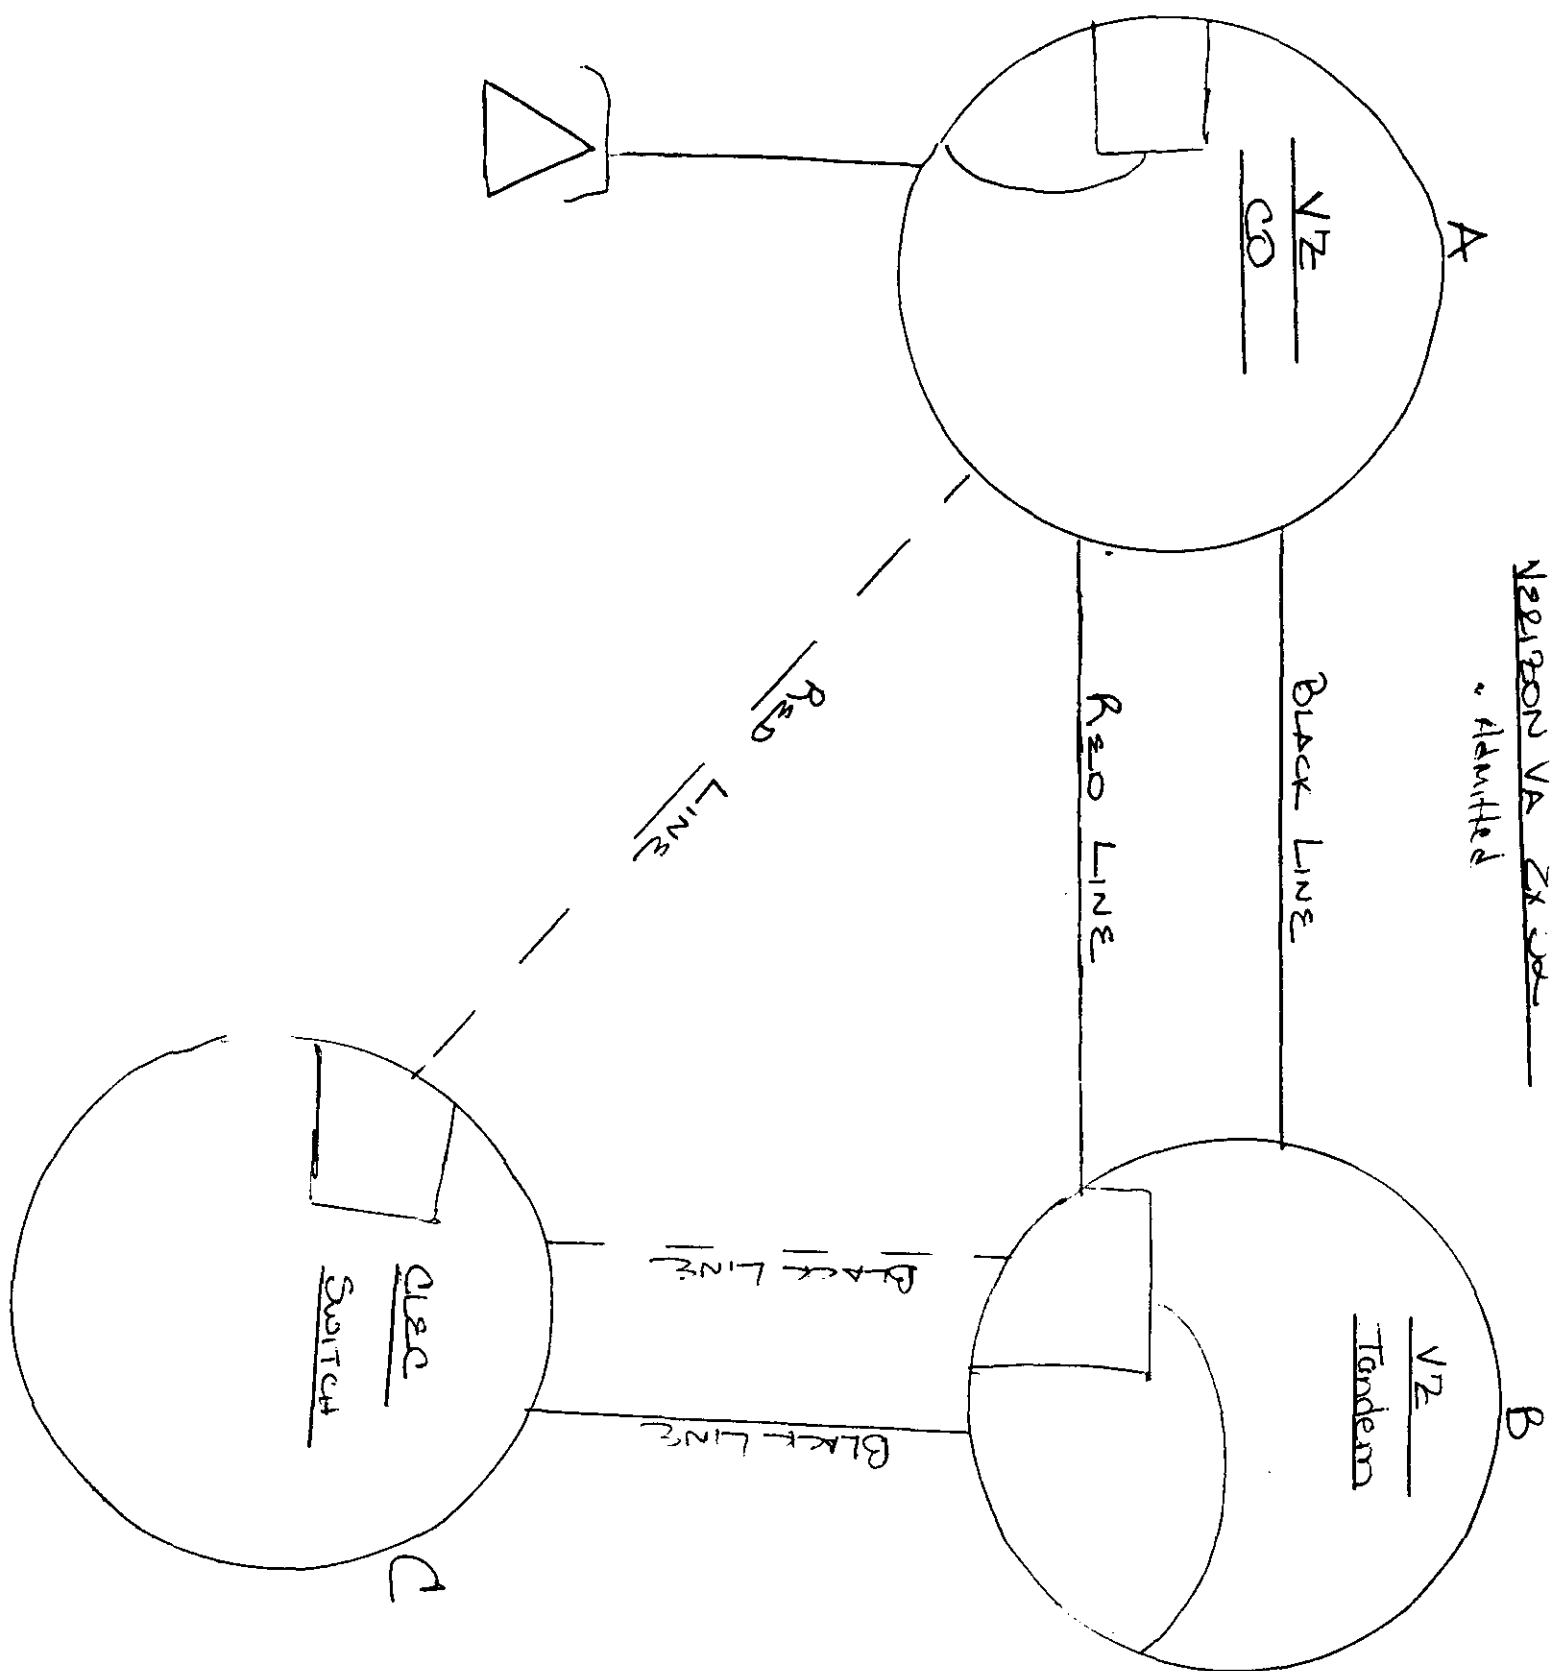 VERIZON VA Ex
• Admitted
A
VZ
CO
BLACK LINE
RED LINE
RED
LINE
B
VZ
Tandem
BLACK LINE
BLACK LINE
CLEC
SWITCH
C